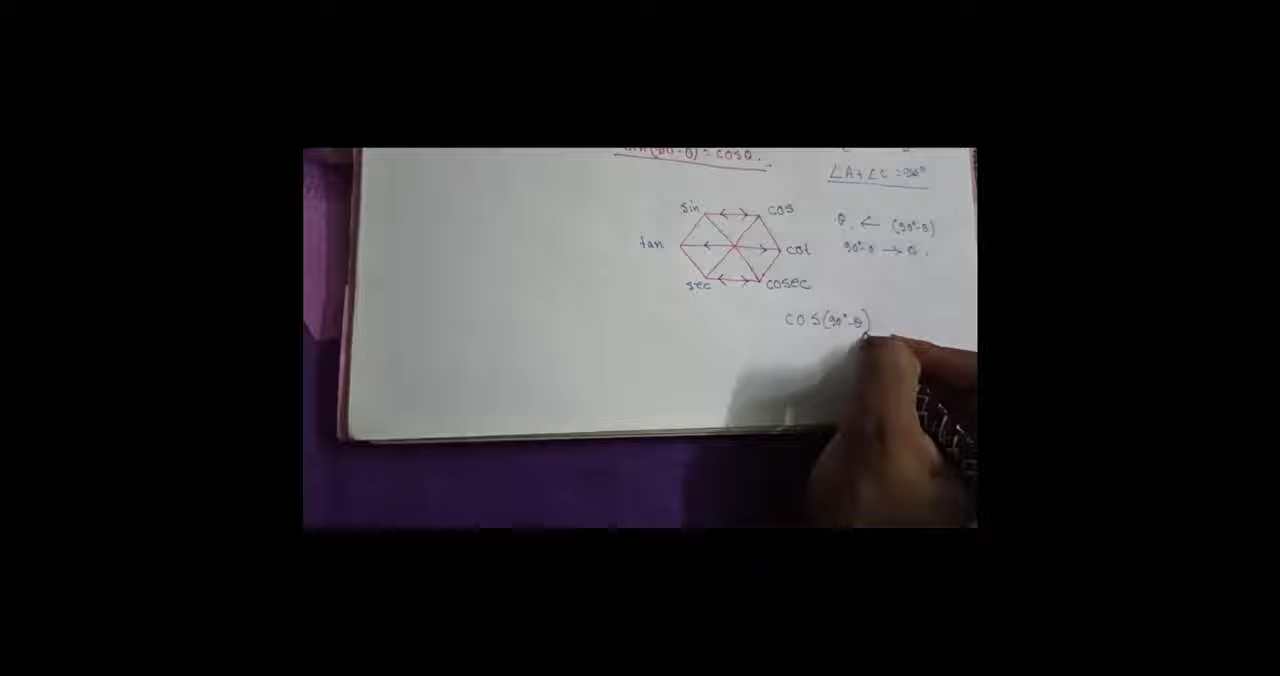 sin(90-θ)=cosθ.
∠A+∠C=90°
sin cos
θ ← (90°-θ)
tan cot
90°-θ → θ.
sec cosec
cos(90°-θ)